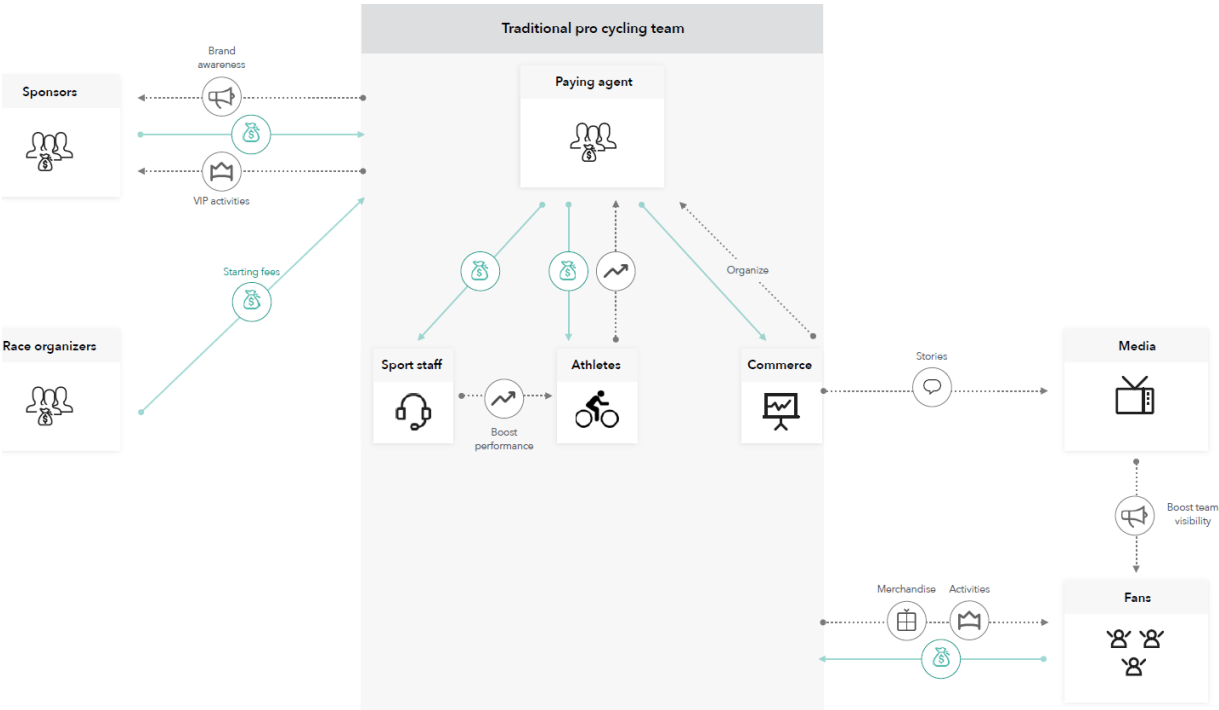 Traditional pro cycling team
Brand
awareness
Sponsors
Paying agent
$
$
$
VIP activities
Starting fees
$
$
$
Organize
Race organizers
$
Sport staff
Athletes
Commerce
Stories
Media
Boost
performance
Boost team
visibility
Merchandise
Activities
Fans
$